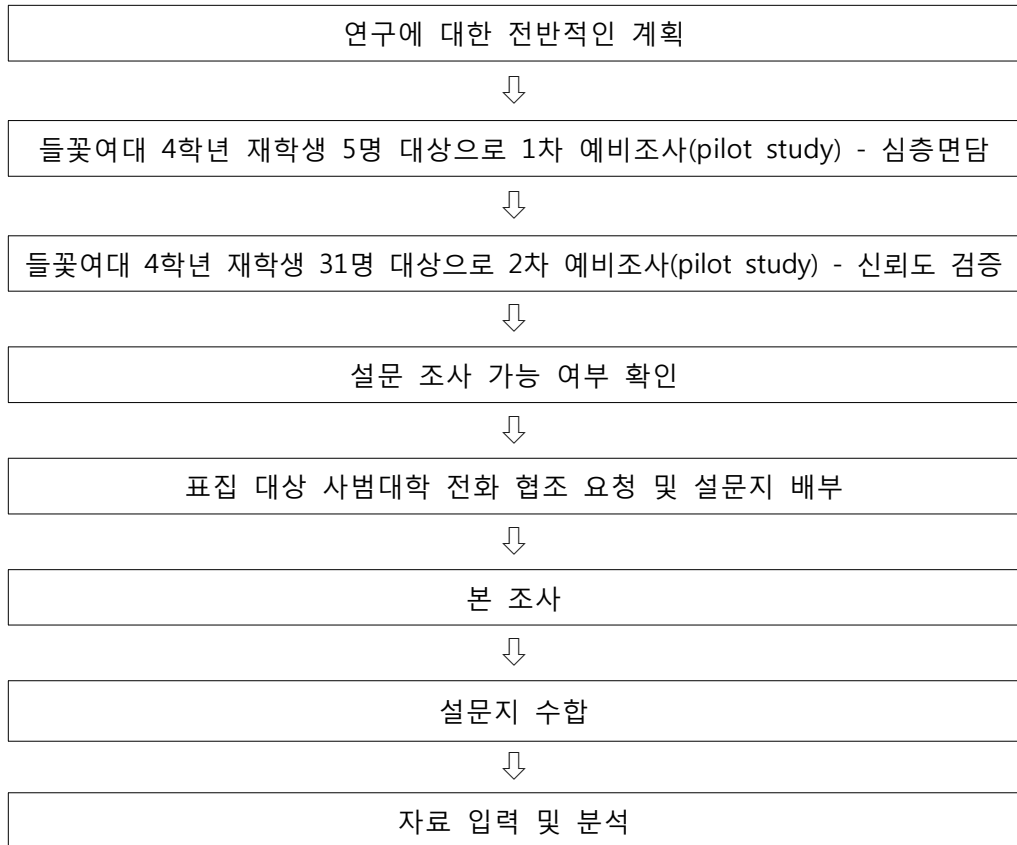 연구에 대한 전반적인 계획
⇩
들꽃여대 4학년 재학생 5명 대상으로 1차 예비조사(pilot study) - 심층면담
⇩
들꽃여대 4학년 재학생 31명 대상으로 2차 예비조사(pilot study) - 신뢰도 검증
⇩
설문 조사 가능 여부 확인
⇩
표집 대상 사범대학 전화 협조 요청 및 설문지 배부
⇩
본 조사
⇩
설문지 수합
⇩
자료 입력 및 분석